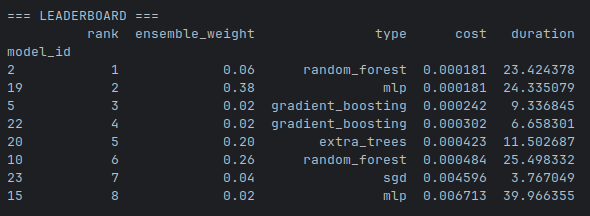 === LEADERBOARD ===
rank ensemble_weight type cost duration
model_id
2 1 0.06 random_forest 0.000181 23.424378
19 2 0.38 mlp 0.000181 24.335079
5 3 0.02 gradient_boosting 0.000242 9.336845
22 4 0.02 gradient_boosting 0.000302 6.658301
20 5 0.20 extra_trees 0.000423 11.502687
10 6 0.26 random_forest 0.000484 25.498332
23 7 0.04 sgd 0.004596 3.767049
15 8 0.02 mlp 0.006713 39.966355